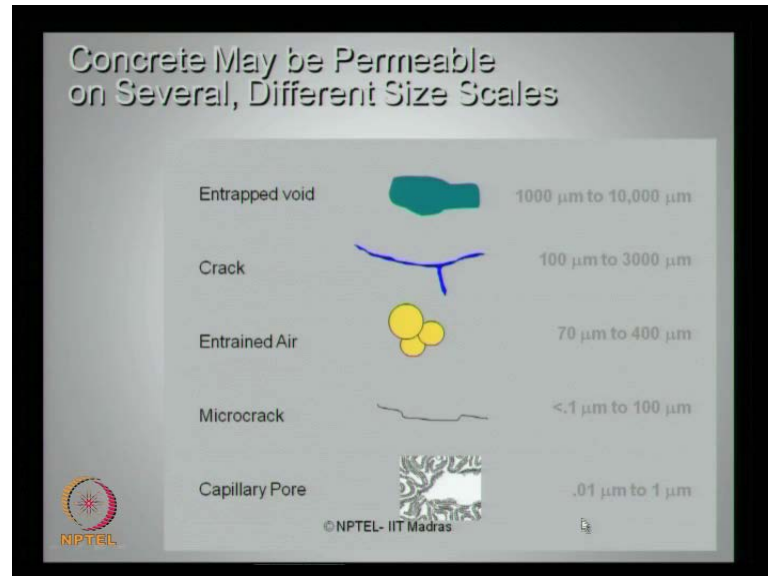 Concrete May be Permeable
on Several, Different Size Scales
Entrapped void 1000 μm to 10,000 μm
Crack 100 μm to 3000 μm
Entrained Air 70 μm to 400 μm
Microcrack <.1 μm to 100 μm
Capillary Pore .01 μm to 1 μm
© NPTEL- IIT Madras
NPTEL